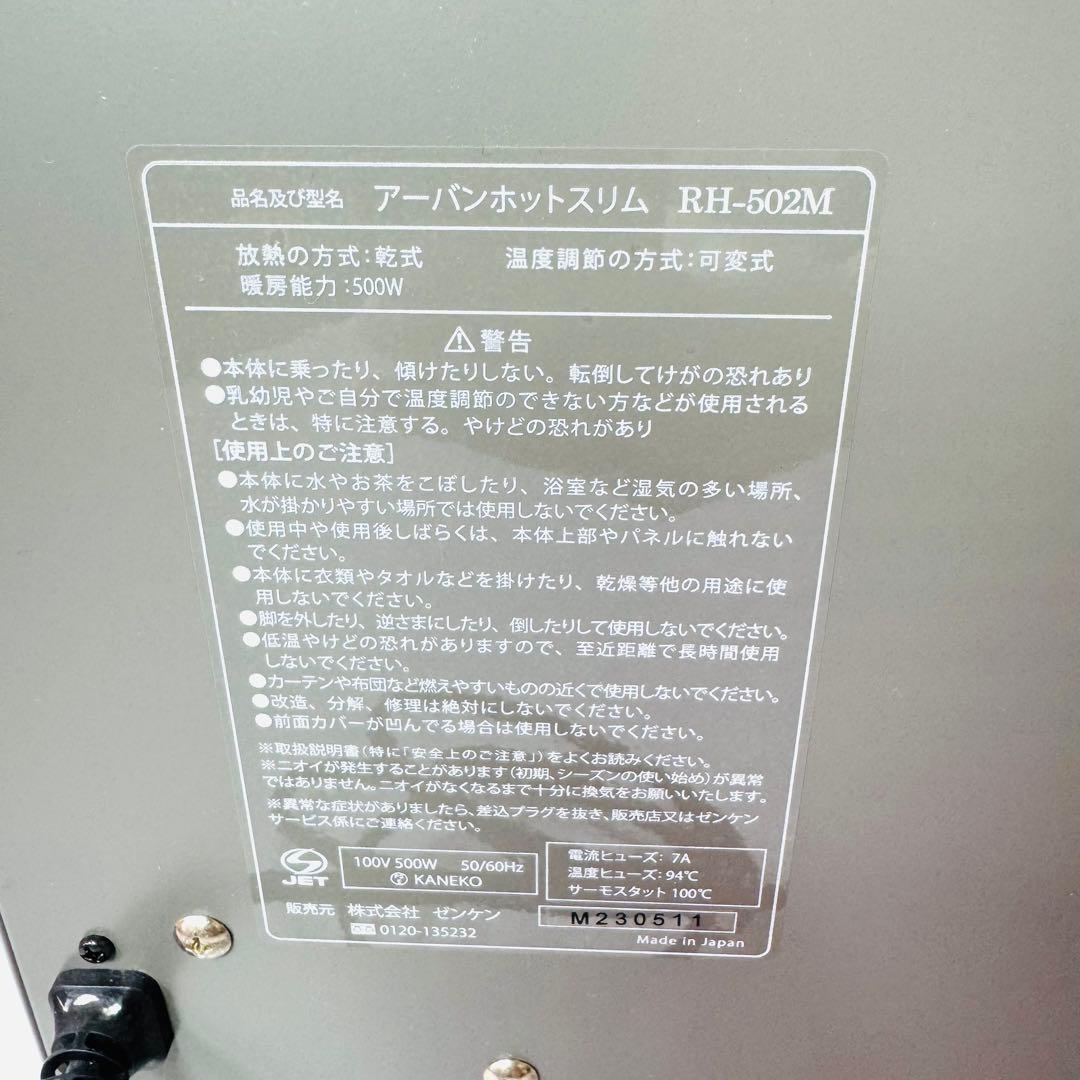 品名及び型名 アーバンホットスリム RH-502M
放熱の方式:乾式 温度調節の方式:可変式
暖房能力:500W
警告
●本体に乗ったり、傾けたりしない。転倒してけがの恐れあり
●乳幼児やご自分で温度調節のできない方などが使用される
ときは、特に注意する。やけどの恐れがあり
[使用上のご注意]
●本体に水やお茶をこぼしたり、浴室など湿気の多い場所、
水が掛かりやすい場所では使用しないでください。
●使用中や使用後しばらくは、本体上部やパネルに触れない
でください。
●本体に衣類やタオルなどを掛けたり、乾燥等他の用途に使
用しないでください。
●脚を外したり、逆さまにしたり、倒したりして使用しないでください。
●低温やけどの恐れがありますので、至近距離で長時間使用
しないでください。
●カーテンや布団など燃えやすいものの近くで使用しないでください。
●改造、分解、修理は絶対にしないでください。
●前面カバーが凹んでる場合は使用しないでください。
※取扱説明書(特に「安全上のご注意」)をよくお読みください。
※ニオイが発生することがあります(初期、シーズンの使い始め)が異常
ではありません。ニオイがなくなるまで十分に換気をお願いいたします。
※異常な症状がありましたら、差込プラグを抜き、販売店又はゼンケン
サービス係にご連絡ください。
JET
100V 500W 50/60Hz
KANEKO
電流ヒューズ: 7A
温度ヒューズ: 94℃
サーモスタット 100℃
販売元 株式会社 ゼンケン
M230511
0120-135232
Made in Japan